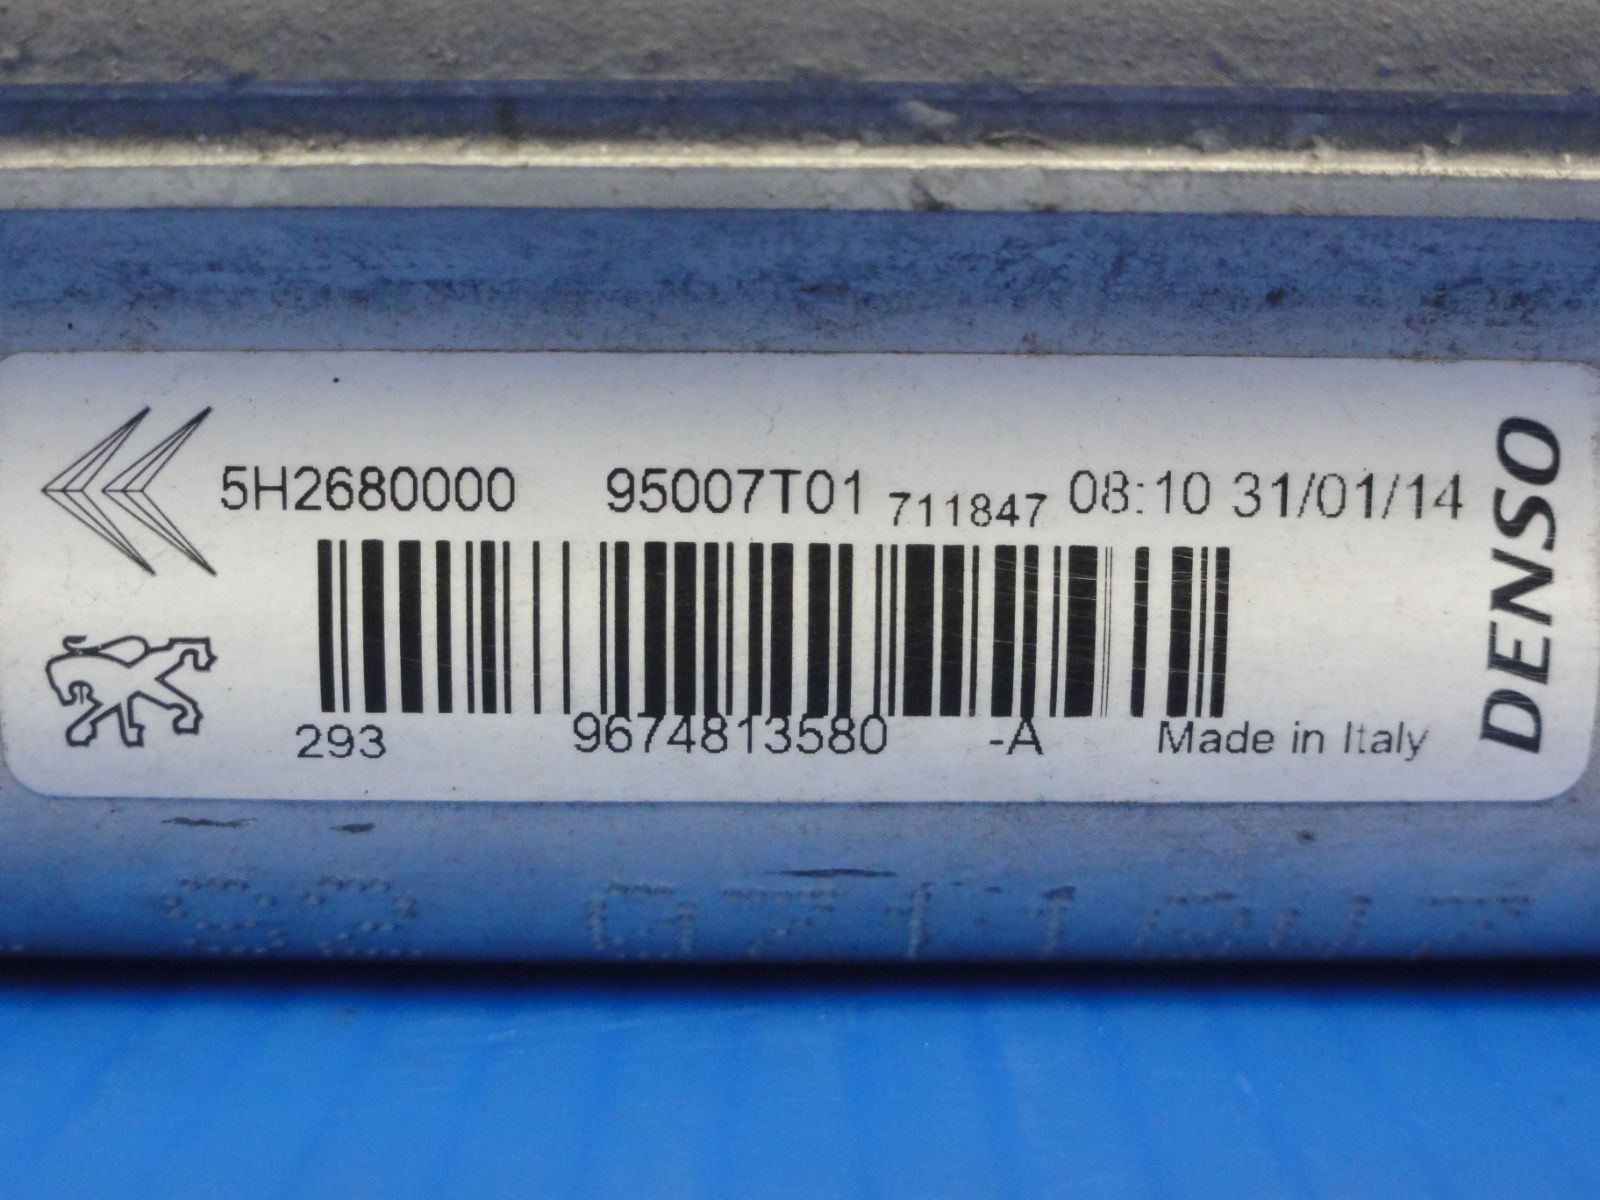 5H2680000 95007T01 711847 08:10 31/01/14
293 9674813580 -A Made in Italy
DENSO